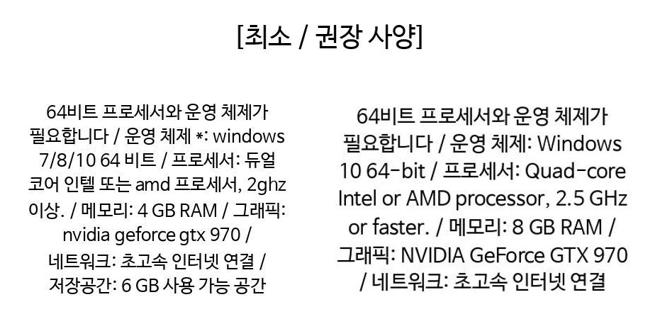 [최소 / 권장 사양]
64비트 프로세서와 운영 체제가
필요합니다 / 운영 체제 *: windows
7/8/10 64 비트 / 프로세서: 듀얼
코어 인텔 또는 amd 프로세서, 2ghz
이상. / 메모리: 4 GB RAM / 그래픽:
nvidia geforce gtx 970 /
네트워크: 초고속 인터넷 연결 /
저장공간: 6 GB 사용 가능 공간
64비트 프로세서와 운영 체제가
필요합니다 / 운영 체제: Windows
10 64-bit / 프로세서: Quad-core
Intel or AMD processor, 2.5 GHz
or faster. / 메모리: 8 GB RAM /
그래픽: NVIDIA GeForce GTX 970
/ 네트워크: 초고속 인터넷 연결